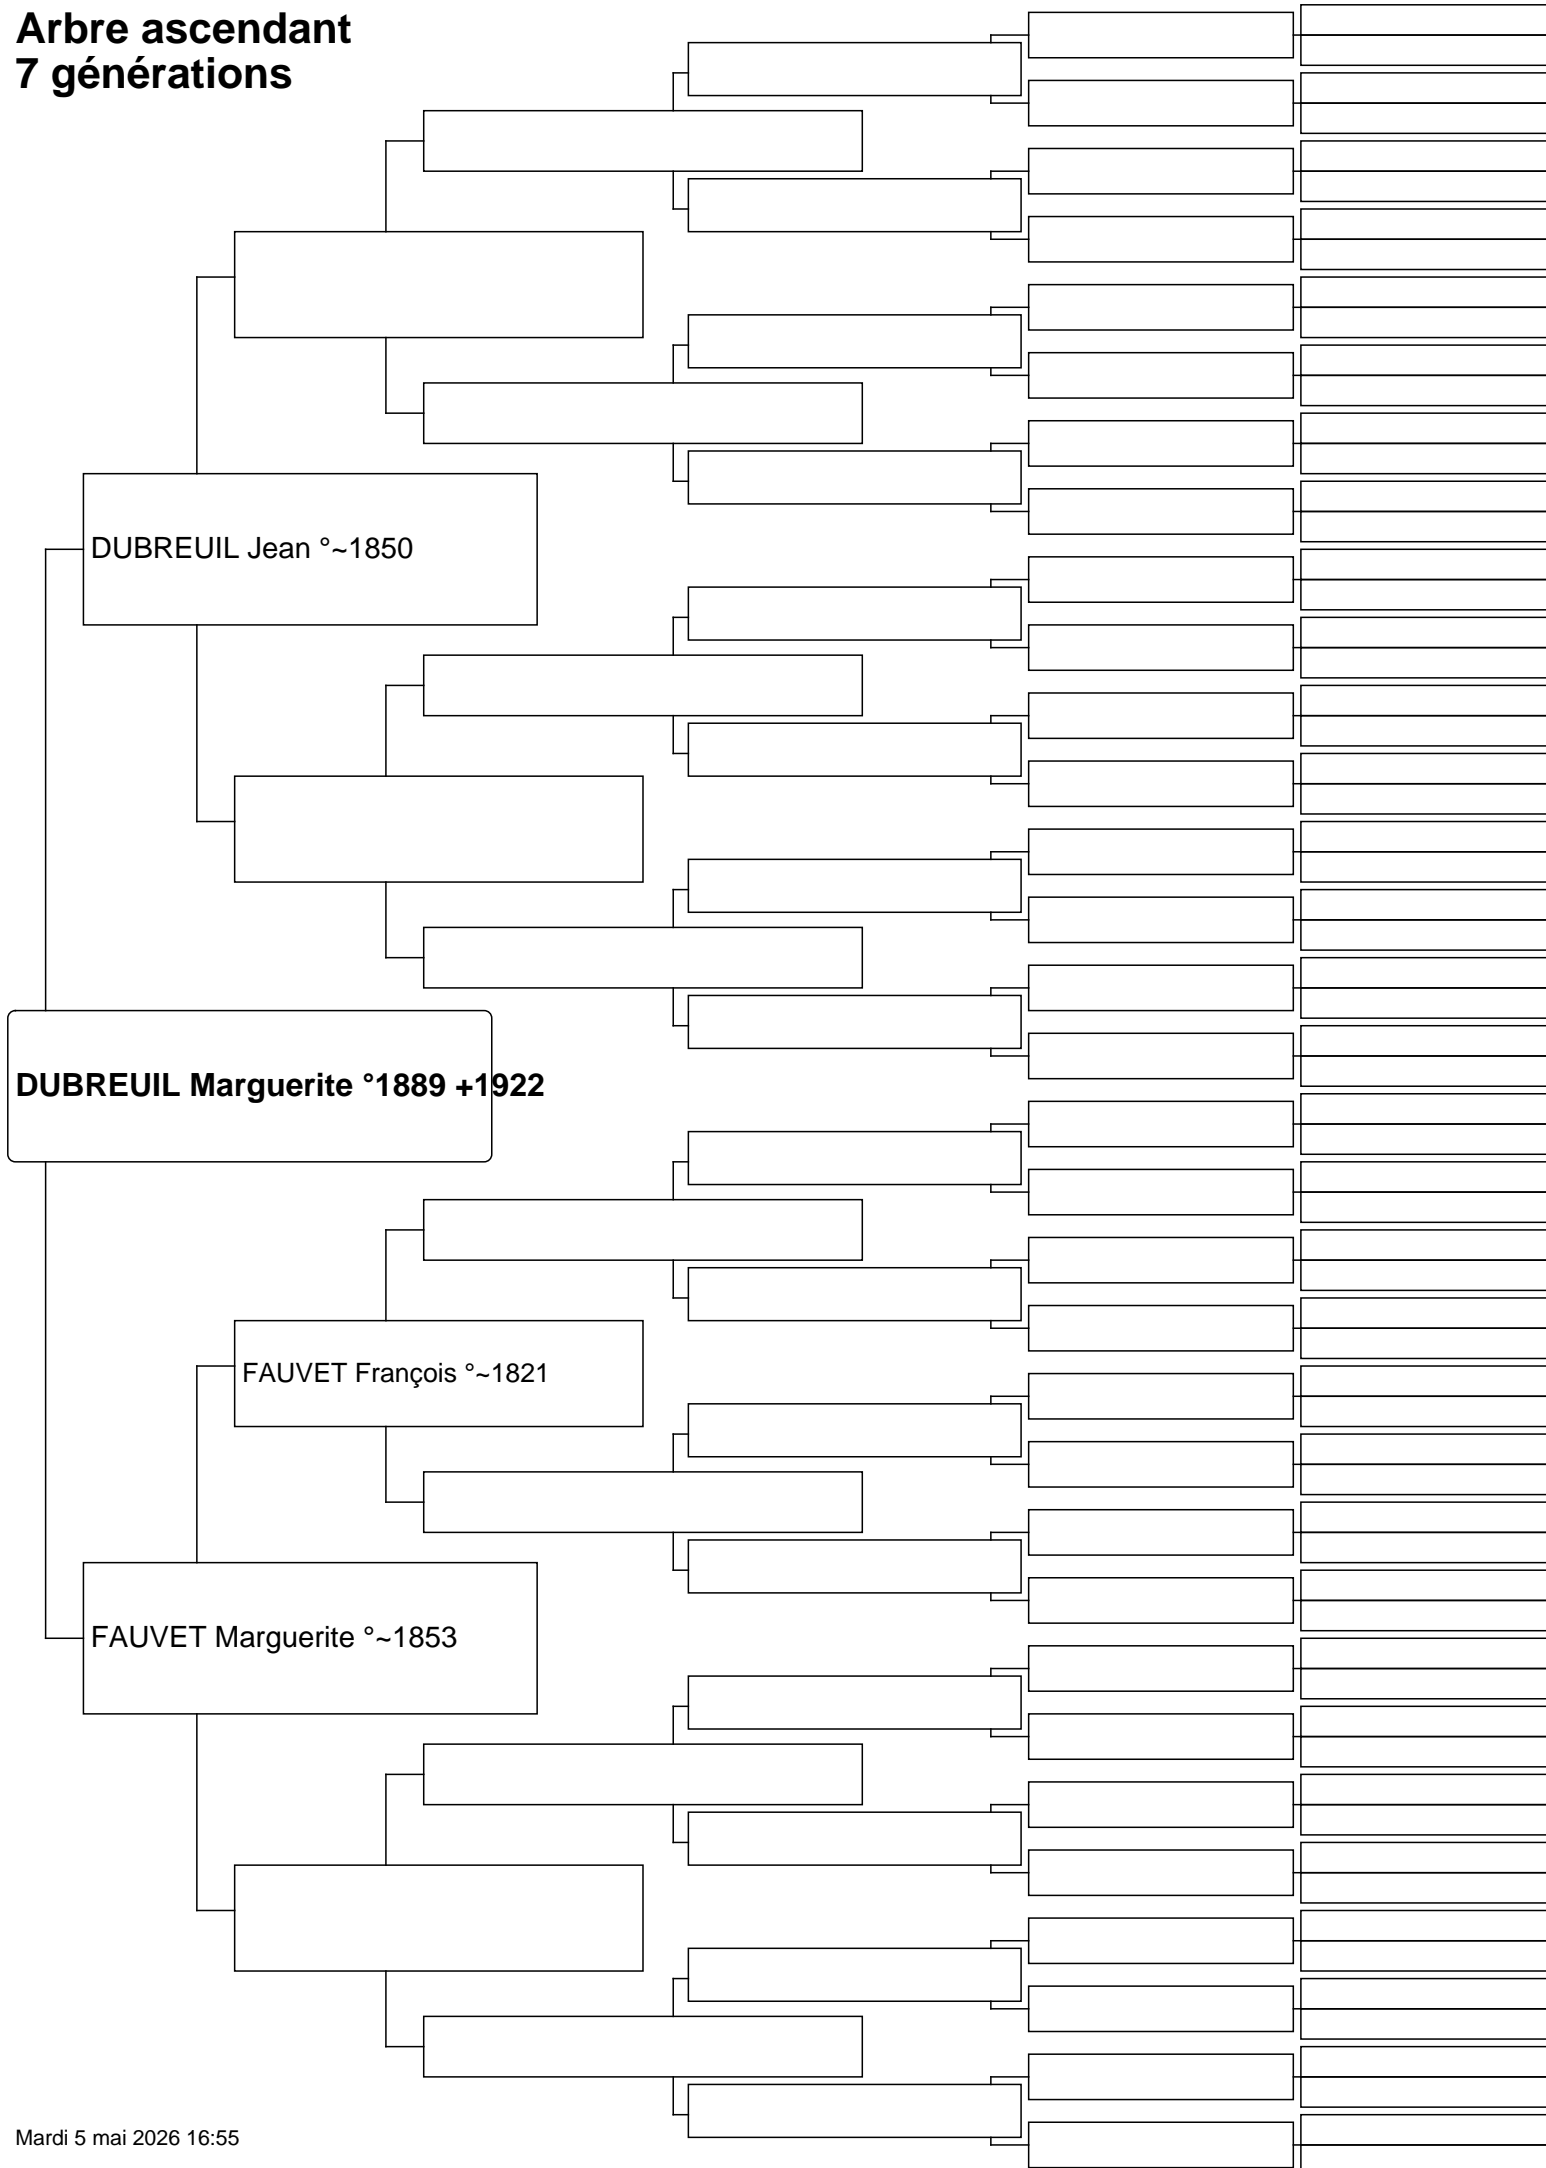 Arbre ascendant
7 générations
DUBREUIL Jean °~1850
DUBREUIL Marguerite °1889 +1922
FAUVET François °~1821
FAUVET Marguerite °~1853
Mardi 5 mai 2026 16:55